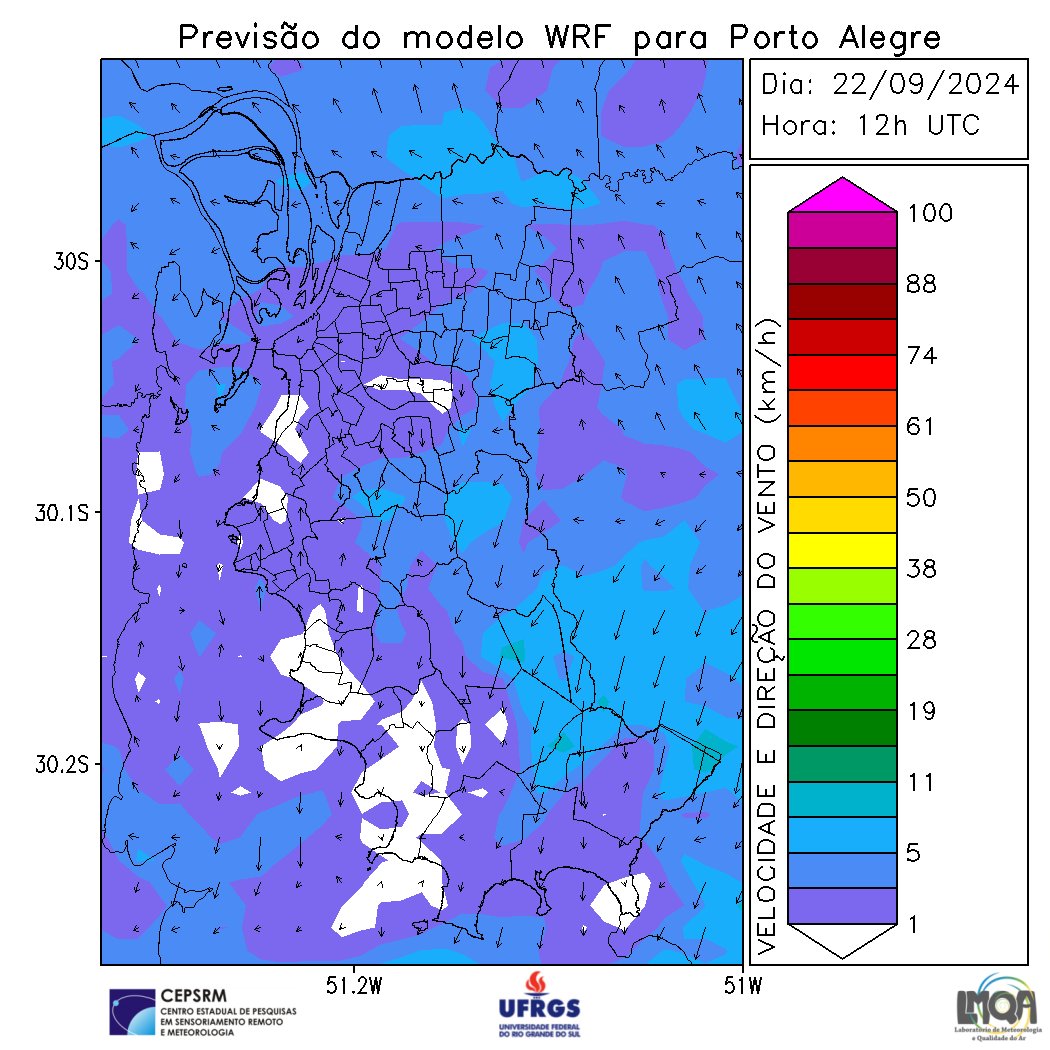 Previsão do modelo WRF para Porto Alegre
Dia: 22/09/2024
Hora: 12h UTC
30S
30.1S
30.2S
51.2W
51W
VELOCIDADE E DIREÇÃO DO VENTO (km/h)
100
88
74
61
50
38
28
19
11
5
1
CEPSRM
CENTRO ESTADUAL DE PESQUISAS
EM SENSORIAMENTO REMOTO
E METEOROLOGIA
UFRGS
UNIVERSIDADE FEDERAL
DO RIO GRANDE DO SUL
LMQA
Laboratório de Meteorologia
e Qualidade do Ar